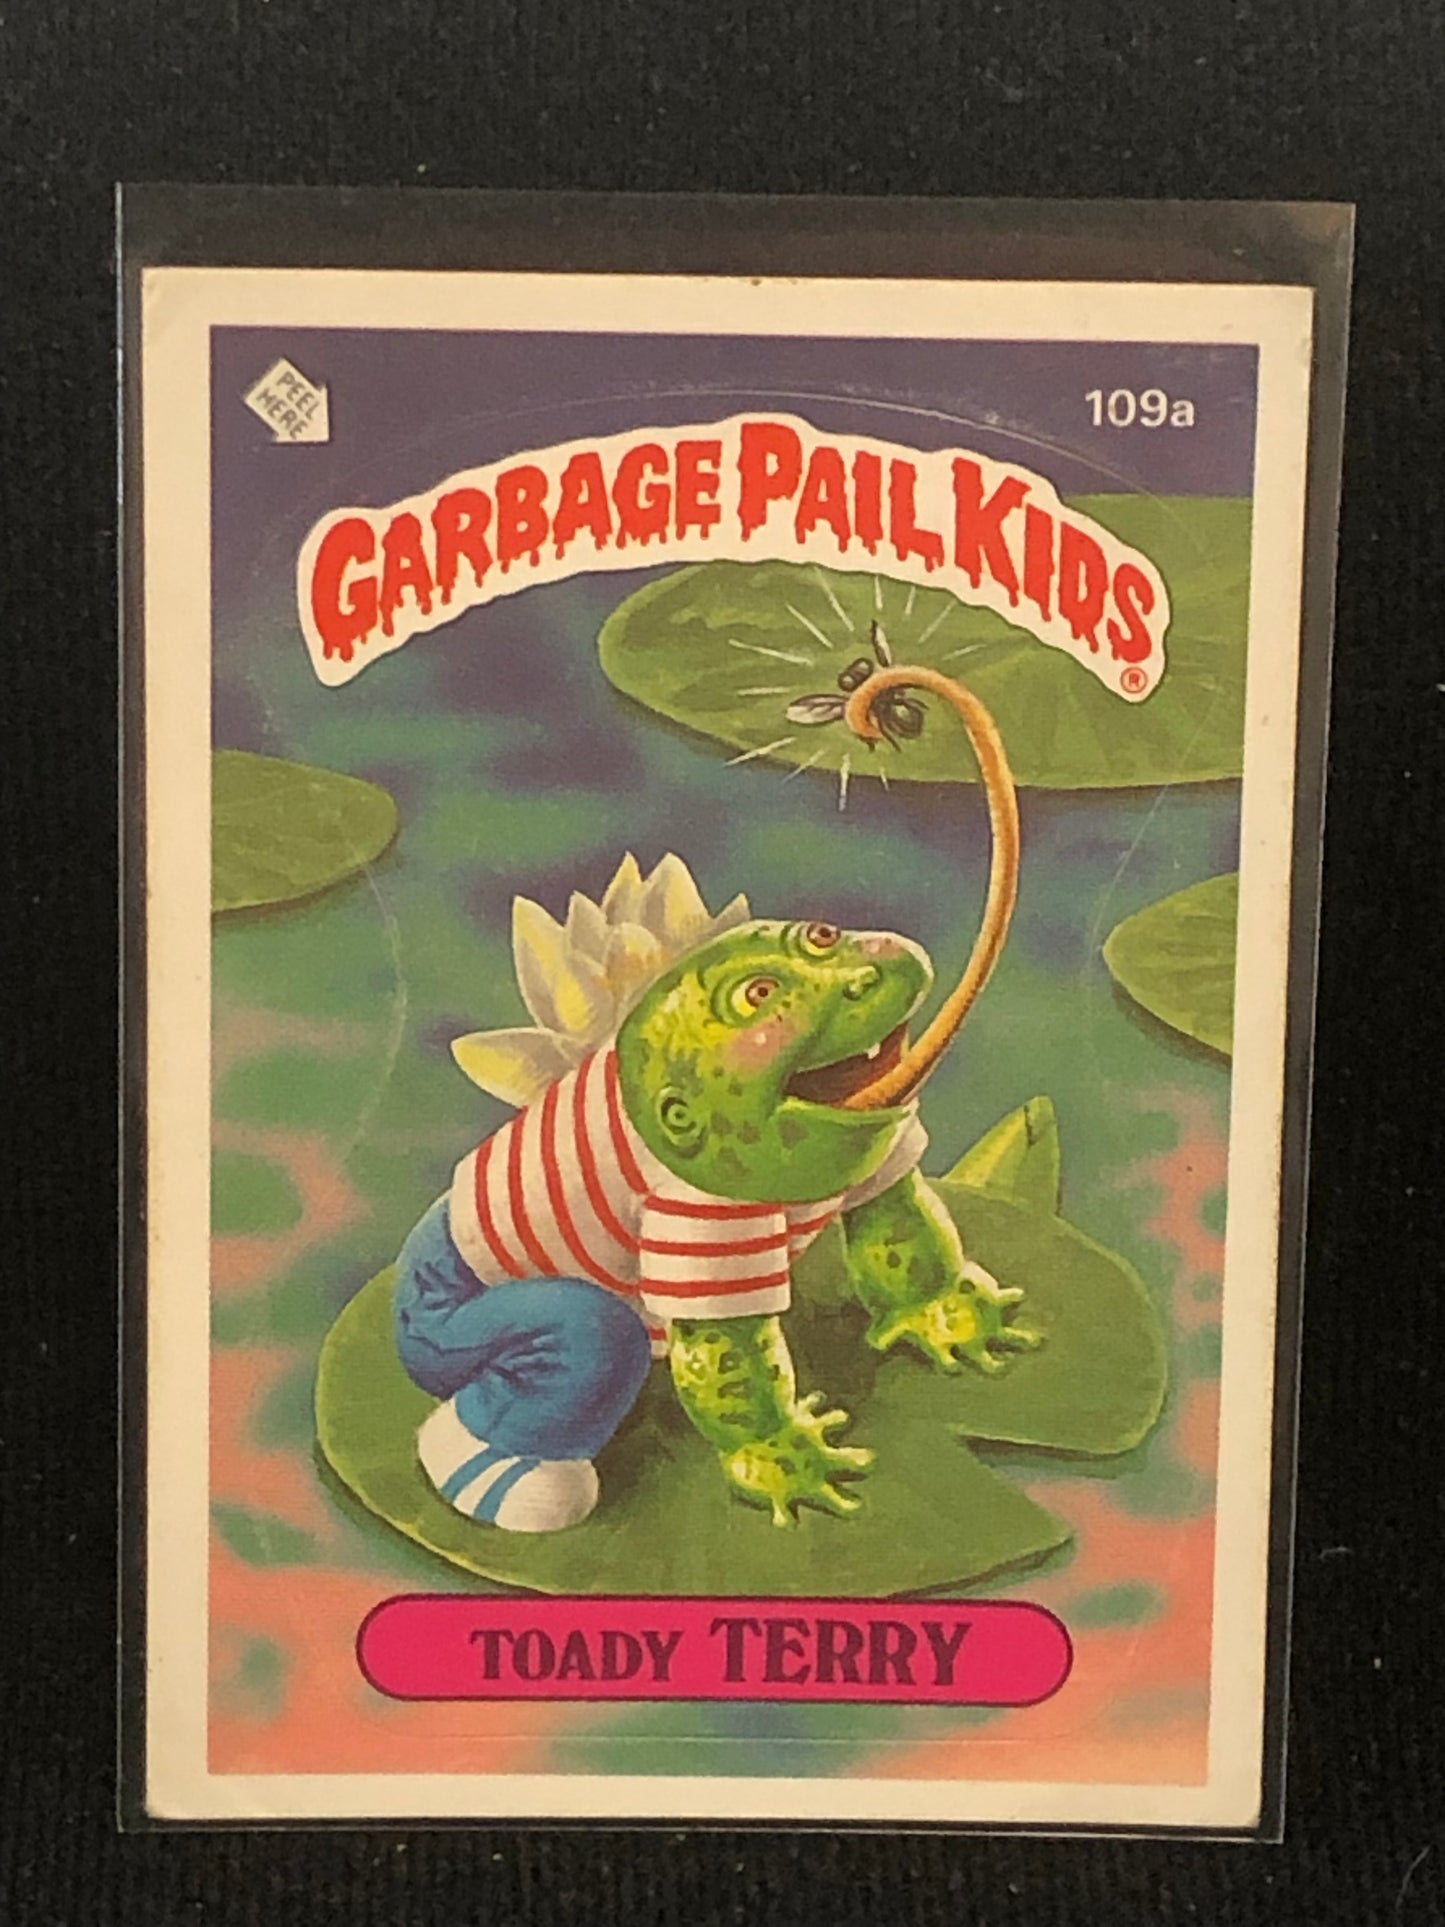 PEEL
HERE
109a
GARBAGE PAIL KIDS
®
TOADY TERRY